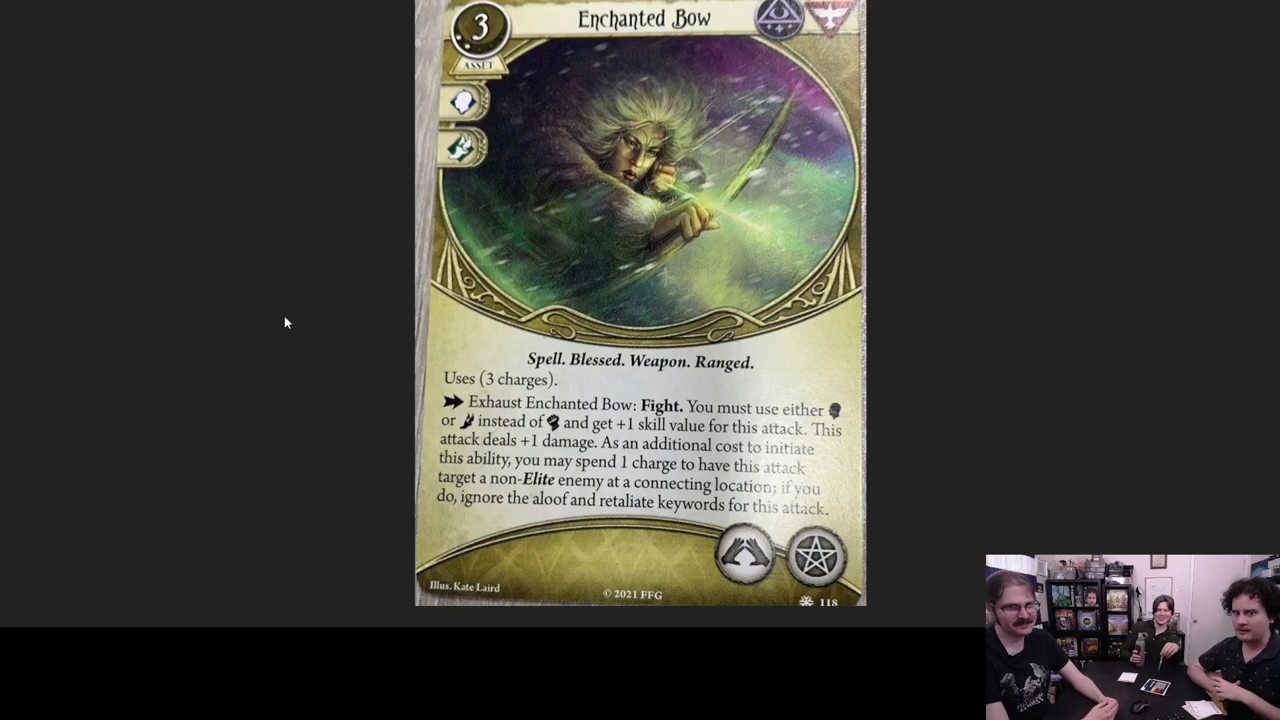 3
Enchanted Bow
ASSET
Spell. Blessed. Weapon. Ranged.
Uses (3 charges).
Exhaust Enchanted Bow: Fight. You must use either
or instead of and get +1 skill value for this attack. This
attack deals +1 damage. As an additional cost to initiate
this ability, you may spend 1 charge to have this attack
target a non-Elite enemy at a connecting location; if you
do, ignore the aloof and retaliate keywords for this attack.
Illus. Kate Laird
© 2021 FFG
118